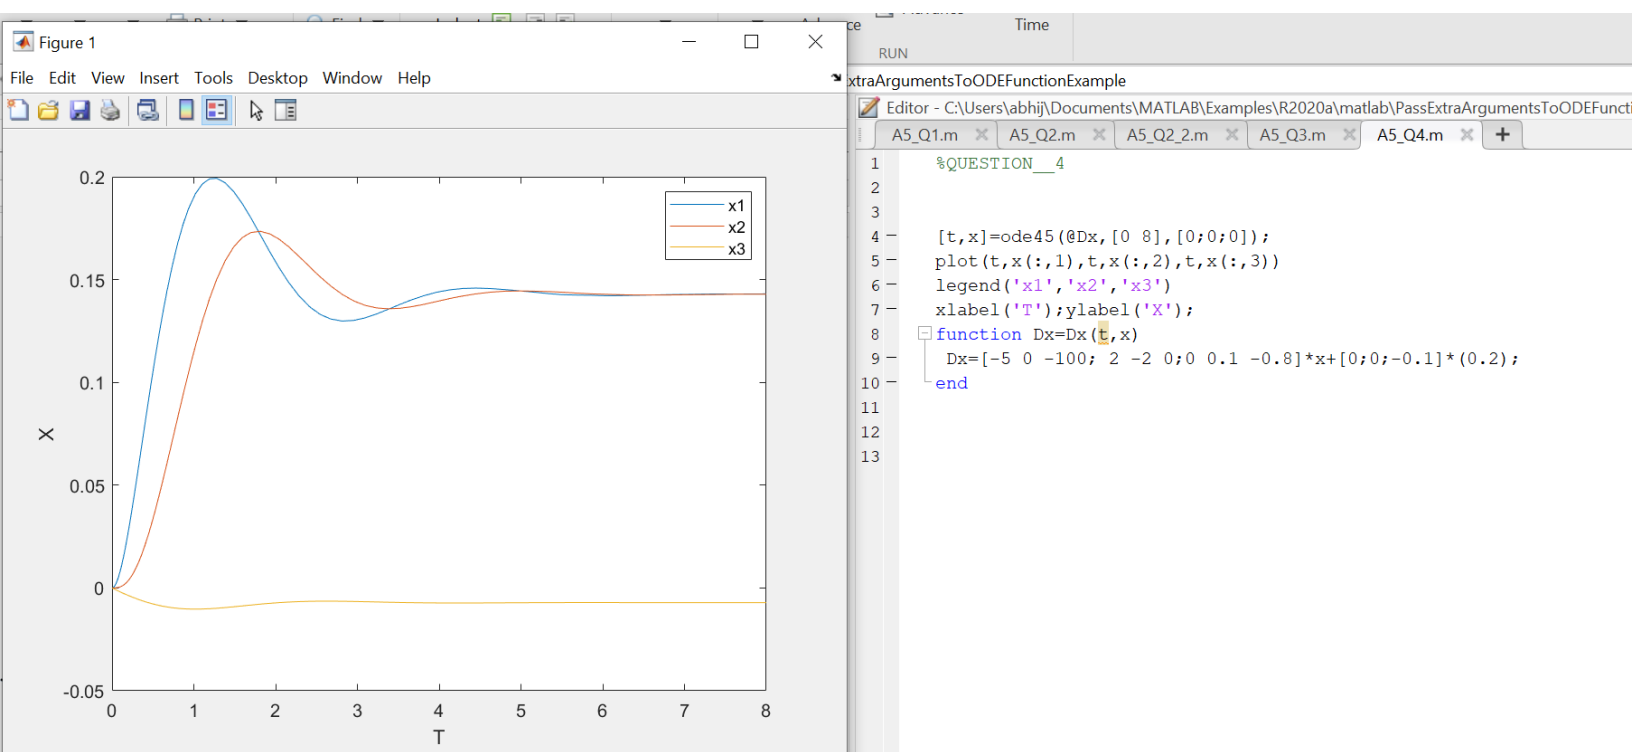 Time
ce
RUN
Figure 1
File Edit View Insert Tools Desktop Window Help
xtraArgumentsToODEFunctionExample
Editor - C:\Users\abhij\Documents\MATLAB\Examples\R2020a\matlab\PassExtraArgumentsToODEFuncti
A5_Q1.m A5_Q2.m A5_Q2_2.m A5_Q3.m A5_Q4.m
0.2
0.15
0.1
0.05
0
-0.05
X
0 1 2 3 4 5 6 7 8
T
x1
x2
x3
1 %QUESTION__4
2
3
4 [t,x]=ode45(@Dx,[0 8],[0;0;0]);
5 plot(t,x(:,1),t,x(:,2),t,x(:,3))
6 legend('x1','x2','x3')
7 xlabel('T');ylabel('X');
8 function Dx=Dx(t,x)
9 Dx=[-5 0 -100; 2 -2 0;0 0.1 -0.8]*x+[0;0;-0.1]*(0.2);
10 end
11
12
13